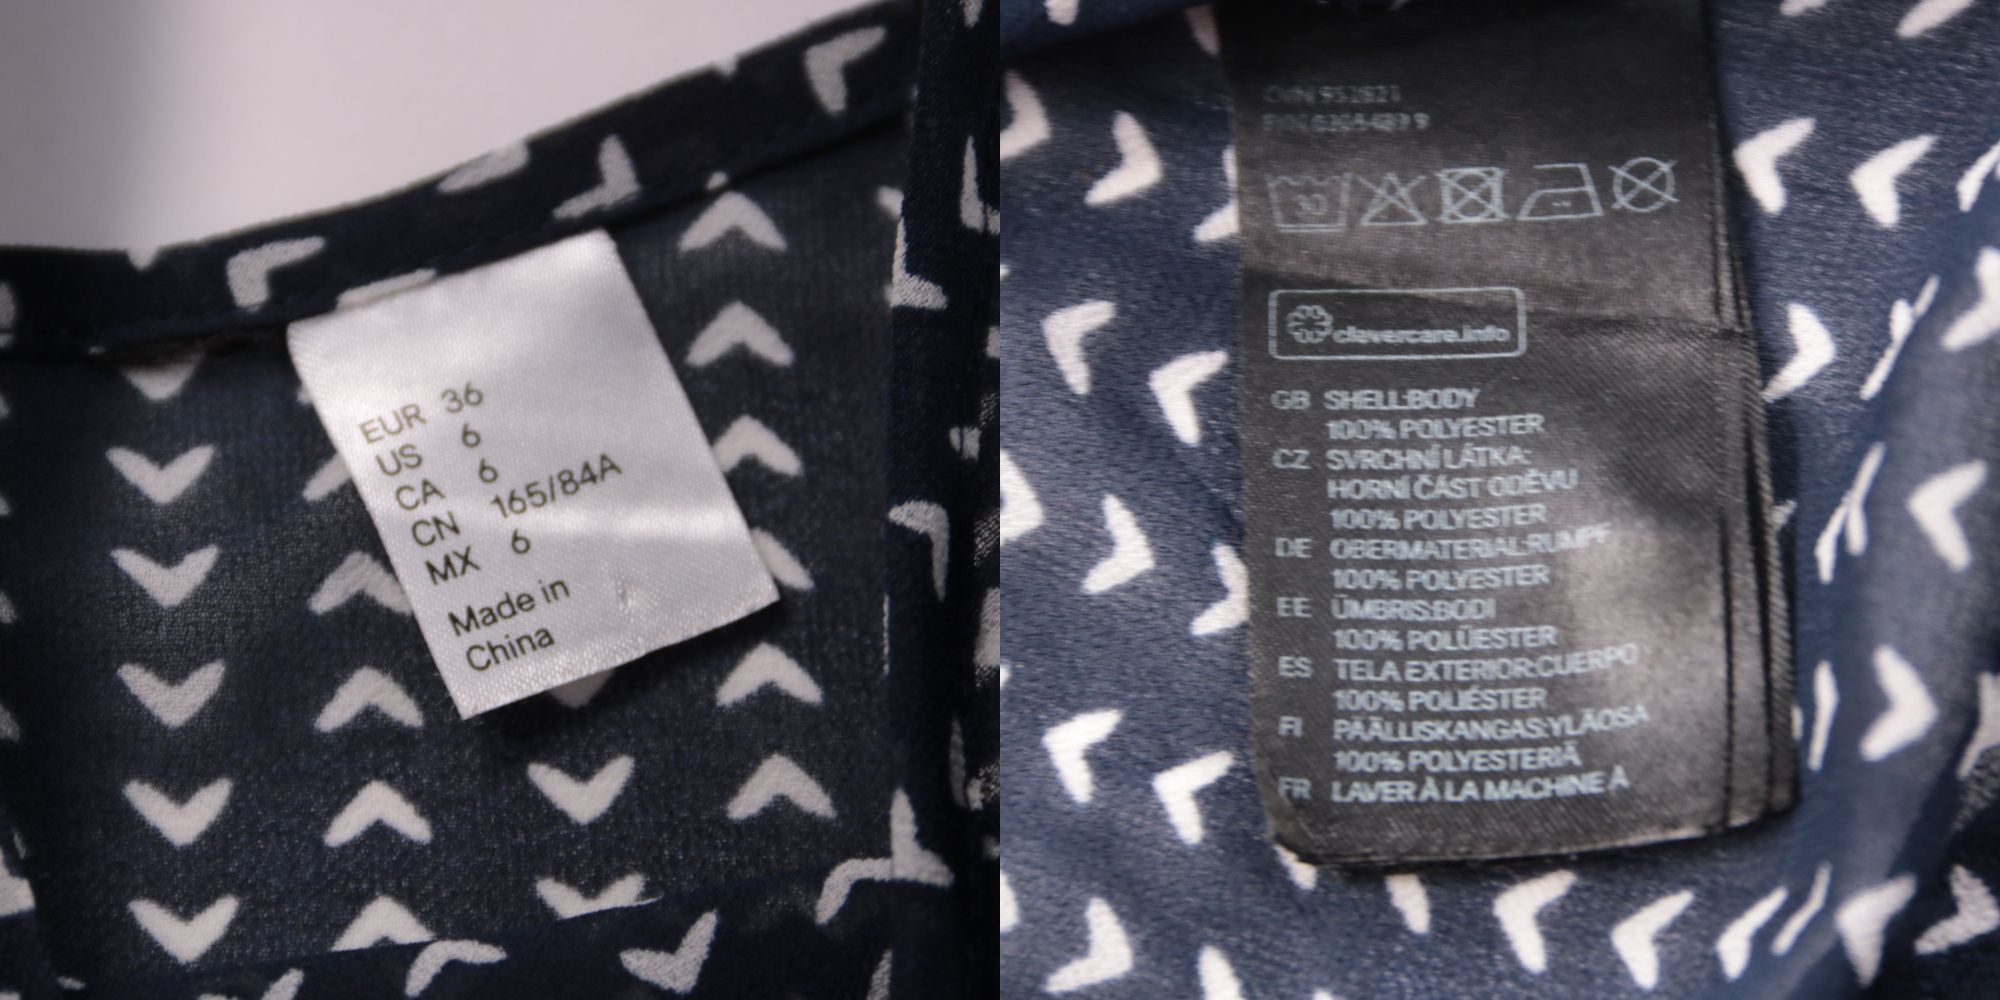 EUR 36
US 6
CA 6
CN 165/84A
MX 6
Made in
China
30
clevercare.info
GB SHELL:BODY
100% POLYESTER
CZ SVRCHNÍ LÁTKA:
HORNÍ ČÁST ODĚVU
100% POLYESTER
DE OBERMATERIAL:RUMPF
100% POLYESTER
EE ÜMBRIS:BODI
100% POLÜESTER
ES TELA EXTERIOR:CUERPO
100% POLIÉSTER
FI PÄÄLLISKANGAS:YLÄOSA
100% POLYESTERIÄ
FR LAVER À LA MACHINE À